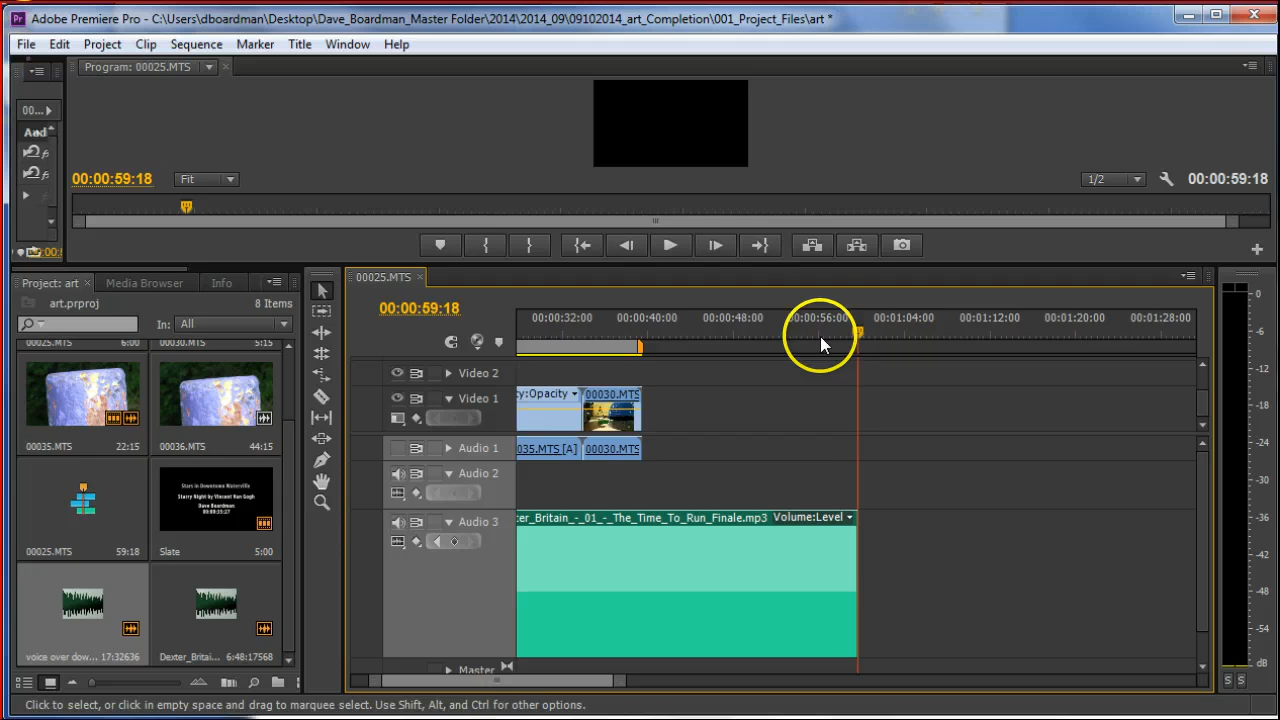 Adobe Premiere Pro - C:\Users\dboardman\Desktop\Dave_Boardman_Master Folder\2014\2014_09\09102014_art_Completion\001_Project_Files\art *
File Edit Project Clip Sequence Marker Title Window Help
Program: 00025.MTS
00...
Aud
00:00:59:18 Fit 1/2 00:00:59:18
00:0
Project: art Media Browser Info
art.prproj 8 Items
In: All
00025.MTS 6:00 00030.MTS 5:15
00035.MTS 22:15 00036.MTS 44:15
Stars in Downtown Waterville
Starry Night by Vincent Van Gogh
Dave Boardman
00025.MTS 59:18 Slate 5:00
voice over dow... 17:32636 Dexter_Britai... 6:48:17568
00025.MTS
00:00:59:18
00:00:32:00 00:00:40:00 00:00:48:00 00:00:56:00 00:01:04:00 00:01:12:00 00:01:20:00 00:01:28:00
Video 2
Video 1 ty:Opacity 00030.MTS
Audio 1 035.MTS [A] 00030.MTS
Audio 2
Audio 3 ter_Britain_-_01_-_The_Time_To_Run_Finale.mp3 Volume:Level
Master
0
-6
-12
-18
-24
-30
-36
-42
-48
-54
dB
S S
Click to select, or click in empty space and drag to marquee select. Use Shift, Alt, and Ctrl for other options.